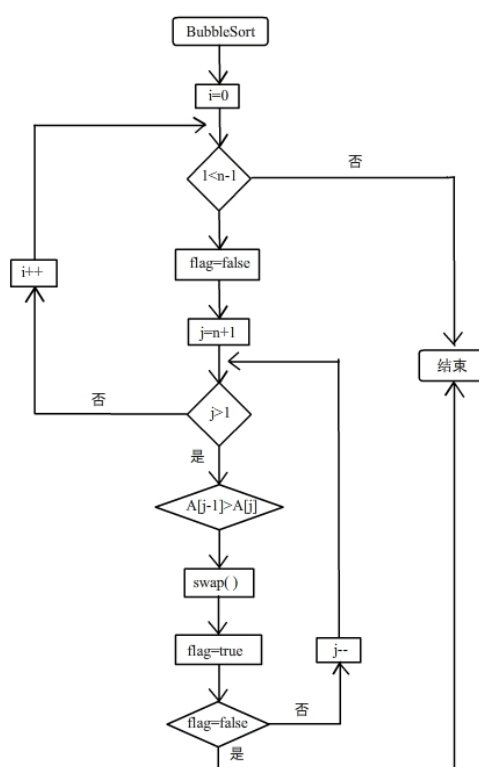 BubbleSort
i=0
1<n-1
否
flag=false
i++
j=n+1
结束
否
j>1
是
A[j-1]>A[j]
swap( )
flag=true
j--
否
flag=false
是